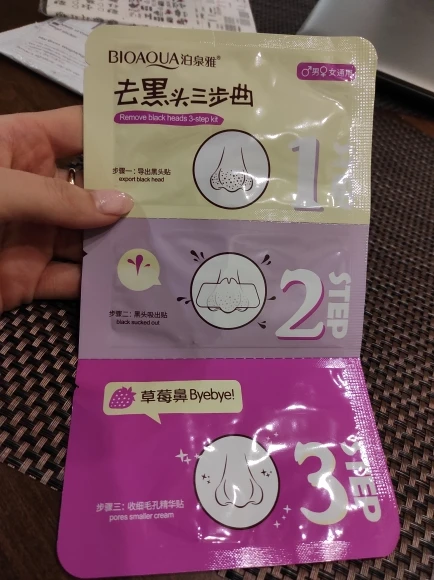 BIOAQUA泊泉雅®
♂男♀女通用
去黑头三步曲
Remove black heads 3-step kit
1
步骤一：导出黑头贴
export black head
2
STEP
步骤二：黑头吸出贴
black sucked out
草莓鼻 Byebye!
3
STEP
步骤三：收细毛孔精华贴
pores smaller cream